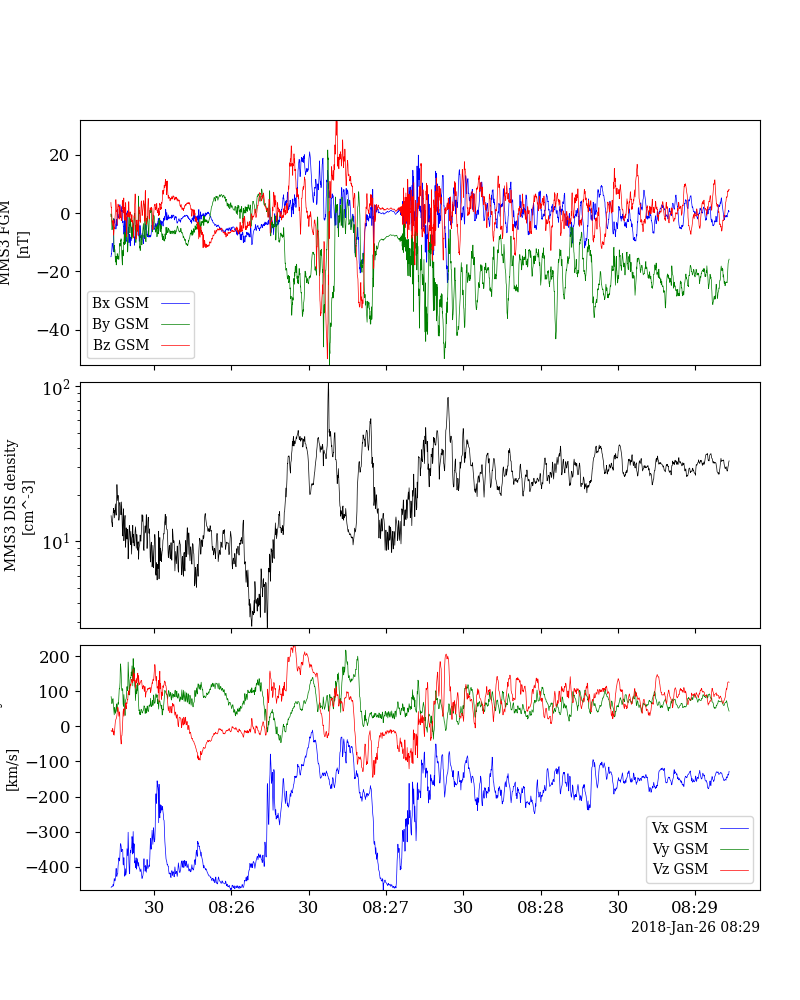 20
0
−20
−40
MMS3 FGM
[nT]
Bx GSM
By GSM
Bz GSM
10²
10¹
MMS3 DIS density
[cm^-3]
200
100
0
−100
−200
−300
−400
[km/s]
Vx GSM
Vy GSM
Vz GSM
30 08:26 30 08:27 30 08:28 30 08:29
2018-Jan-26 08:29